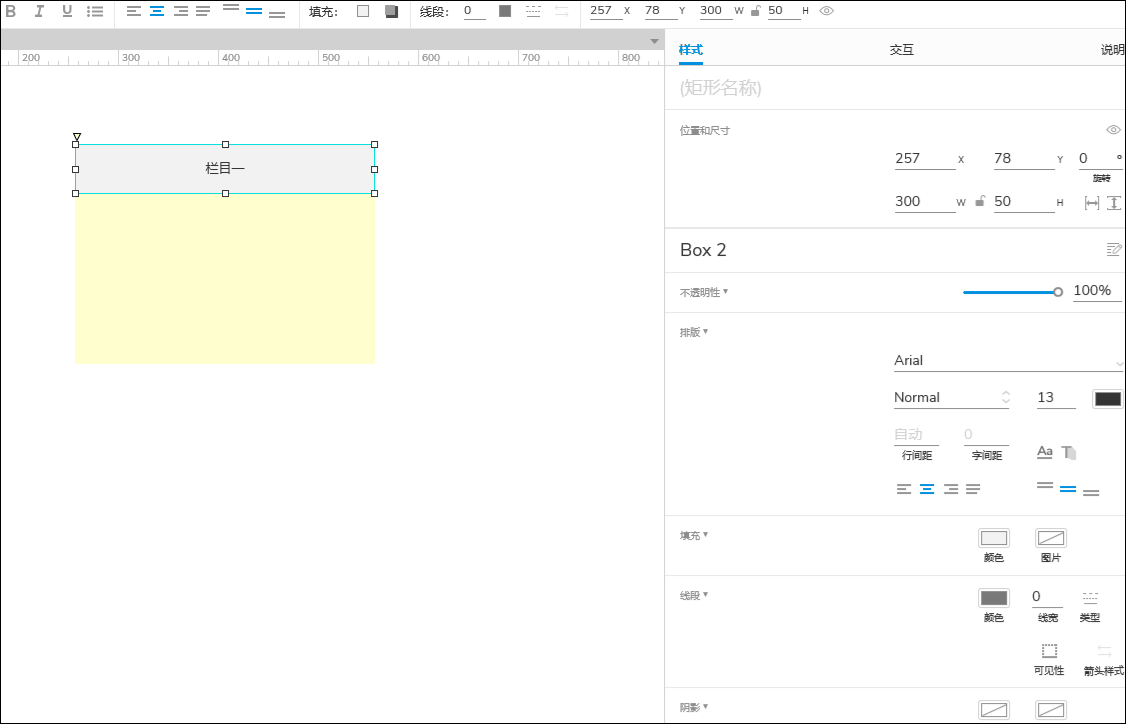 B I U 填充: 线段: 0 257 X 78 Y 300 W 50 H
样式 交互 说明
200 300 400 500 600 700 800
(矩形名称)
位置和尺寸
257 X 78 Y 0 °
旋转
栏目一
300 W 50 H
Box 2
不透明性 100%
排版
Arial
Normal 13
自动 0
行间距 字间距
Aa T
填充
颜色 图片
线段 0
颜色 线宽 类型
可见性 箭头样式
阴影